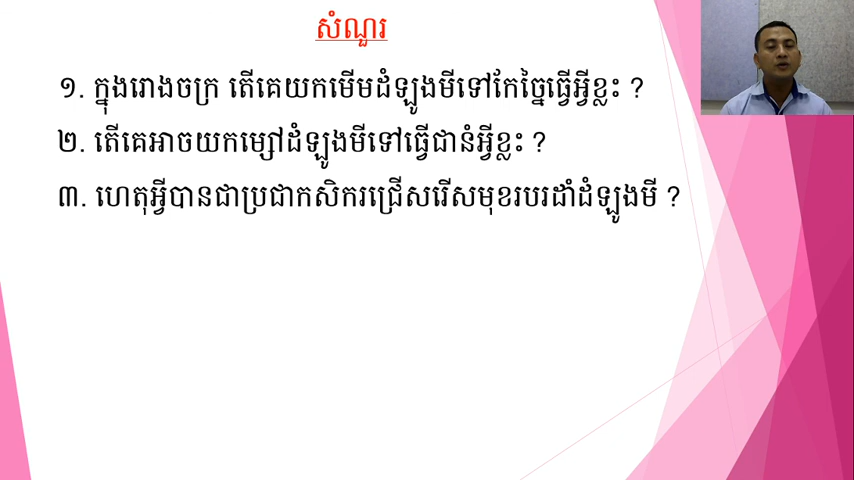 សំណួរ
១. ក្នុងរោងចក្រ តើគេយកមើមដំឡូងមីទៅកែច្នៃធ្វើអ្វីខ្លះ ?
២. តើគេអាចយកម្សៅដំឡូងមីទៅធ្វើជានំអ្វីខ្លះ ?
៣. ហេតុអ្វីបានជាប្រជាកសិករជ្រើសរើសមុខរបរដាំដំឡូងមី ?